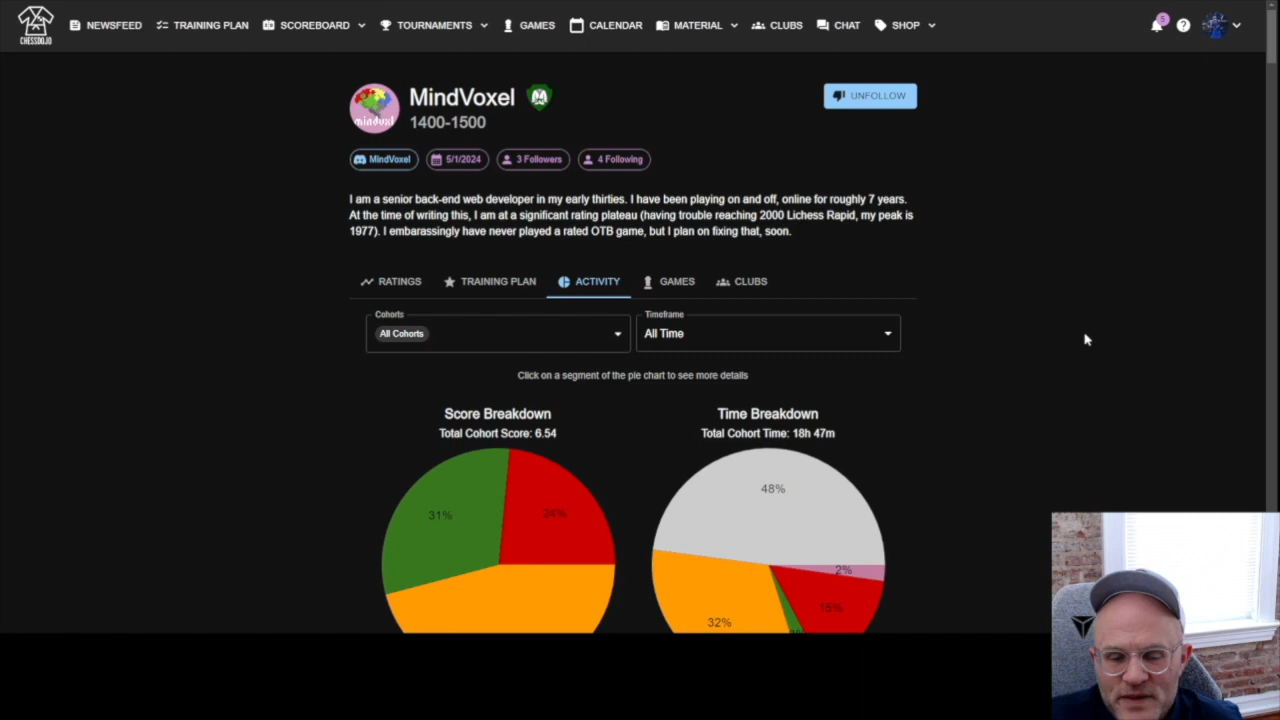 CHESSDOJO
NEWSFEED TRAINING PLAN SCOREBOARD TOURNAMENTS GAMES CALENDAR MATERIAL CLUBS CHAT SHOP
5
?
mindvxl
MindVoxel
1400-1500
UNFOLLOW
MindVoxel 5/1/2024 3 Followers 4 Following
I am a senior back-end web developer in my early thirties. I have been playing on and off, online for roughly 7 years.
At the time of writing this, I am at a significant rating plateau (having trouble reaching 2000 Lichess Rapid, my peak is
1977). I embarassingly have never played a rated OTB game, but I plan on fixing that, soon.
RATINGS TRAINING PLAN ACTIVITY GAMES CLUBS
Cohorts
All Cohorts
Timeframe
All Time
Click on a segment of the pie chart to see more details
Score Breakdown
Total Cohort Score: 6.54
31%
24%
Time Breakdown
Total Cohort Time: 18h 47m
48%
2%
15%
32%